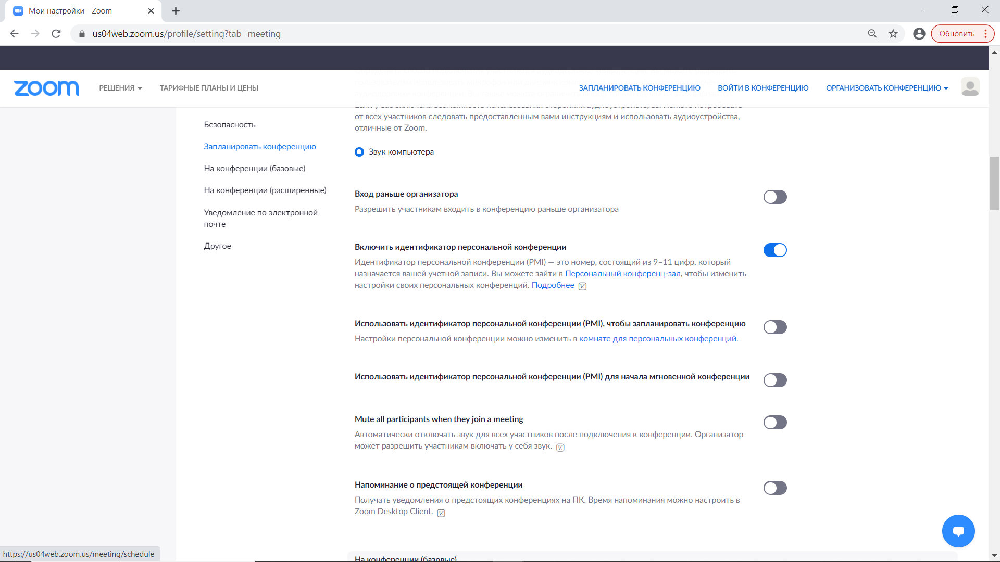 Мои настройки - Zoom
us04web.zoom.us/profile/setting?tab=meeting
Обновить
zoom
РЕШЕНИЯ
ТАРИФНЫЕ ПЛАНЫ И ЦЕНЫ
ЗАПЛАНИРОВАТЬ КОНФЕРЕНЦИЮ
ВОЙТИ В КОНФЕРЕНЦИЮ
ОРГАНИЗОВАТЬ КОНФЕРЕНЦИЮ
Безопасность
Запланировать конференцию
На конференции (базовые)
На конференции (расширенные)
Уведомление по электронной
почте
Другое
от всех участников следовать предоставленным вами инструкциям и использовать аудиоустройства,
отличные от Zoom.
Звук компьютера
Вход раньше организатора
Разрешить участникам входить в конференцию раньше организатора
Включить идентификатор персональной конференции
Идентификатор персональной конференции (PMI) — это номер, состоящий из 9–11 цифр, который
назначается вашей учетной записи. Вы можете зайти в Персональный конференц-зал, чтобы изменить
настройки своих персональных конференций. Подробнее
Использовать идентификатор персональной конференции (PMI), чтобы запланировать конференцию
Настройки персональной конференции можно изменить в комнате для персональных конференций.
Использовать идентификатор персональной конференции (PMI) для начала мгновенной конференции
Mute all participants when they join a meeting
Автоматически отключать звук для всех участников после подключения к конференции. Организатор
может разрешить участникам включать у себя звук.
Напоминание о предстоящей конференции
Получать уведомления о предстоящих конференциях на ПК. Время напоминания можно настроить в
Zoom Desktop Client.
На конференции (базовые)
https://us04web.zoom.us/meeting/schedule